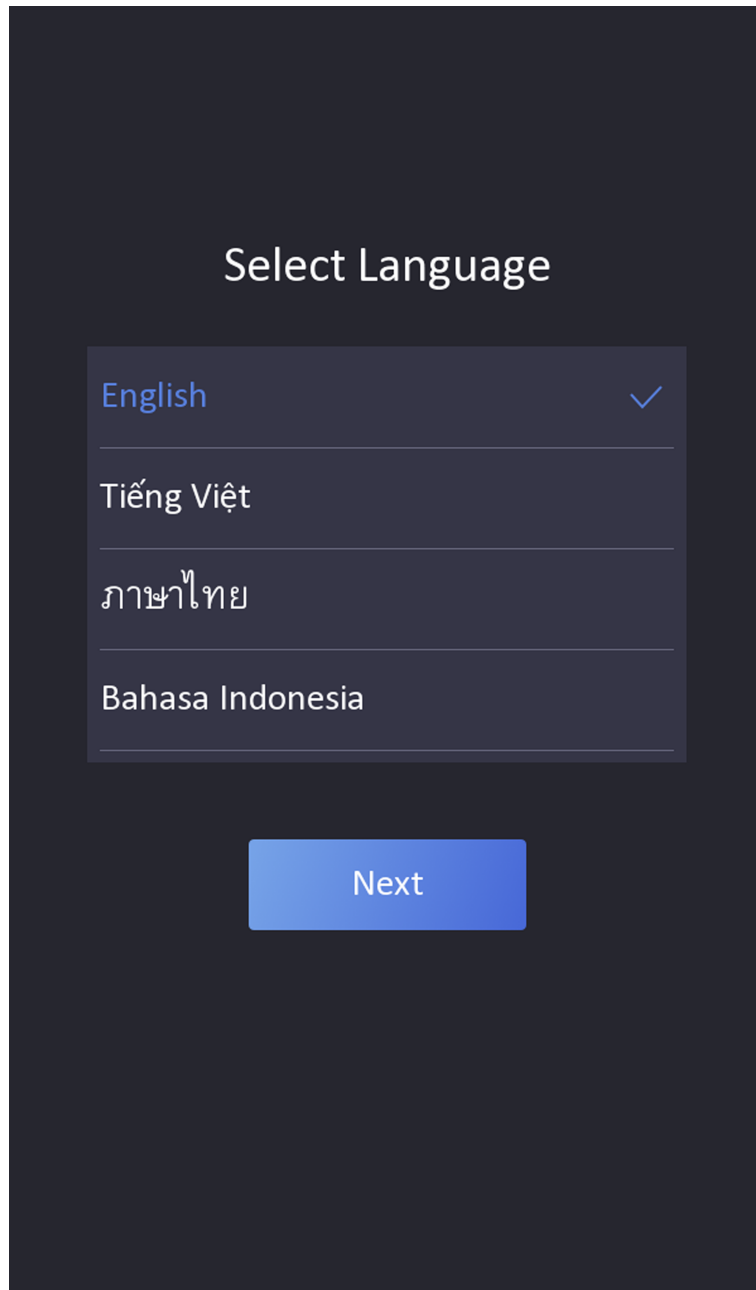 Select Language
English
Tiếng Việt
ภาษาไทย
Bahasa Indonesia
Next